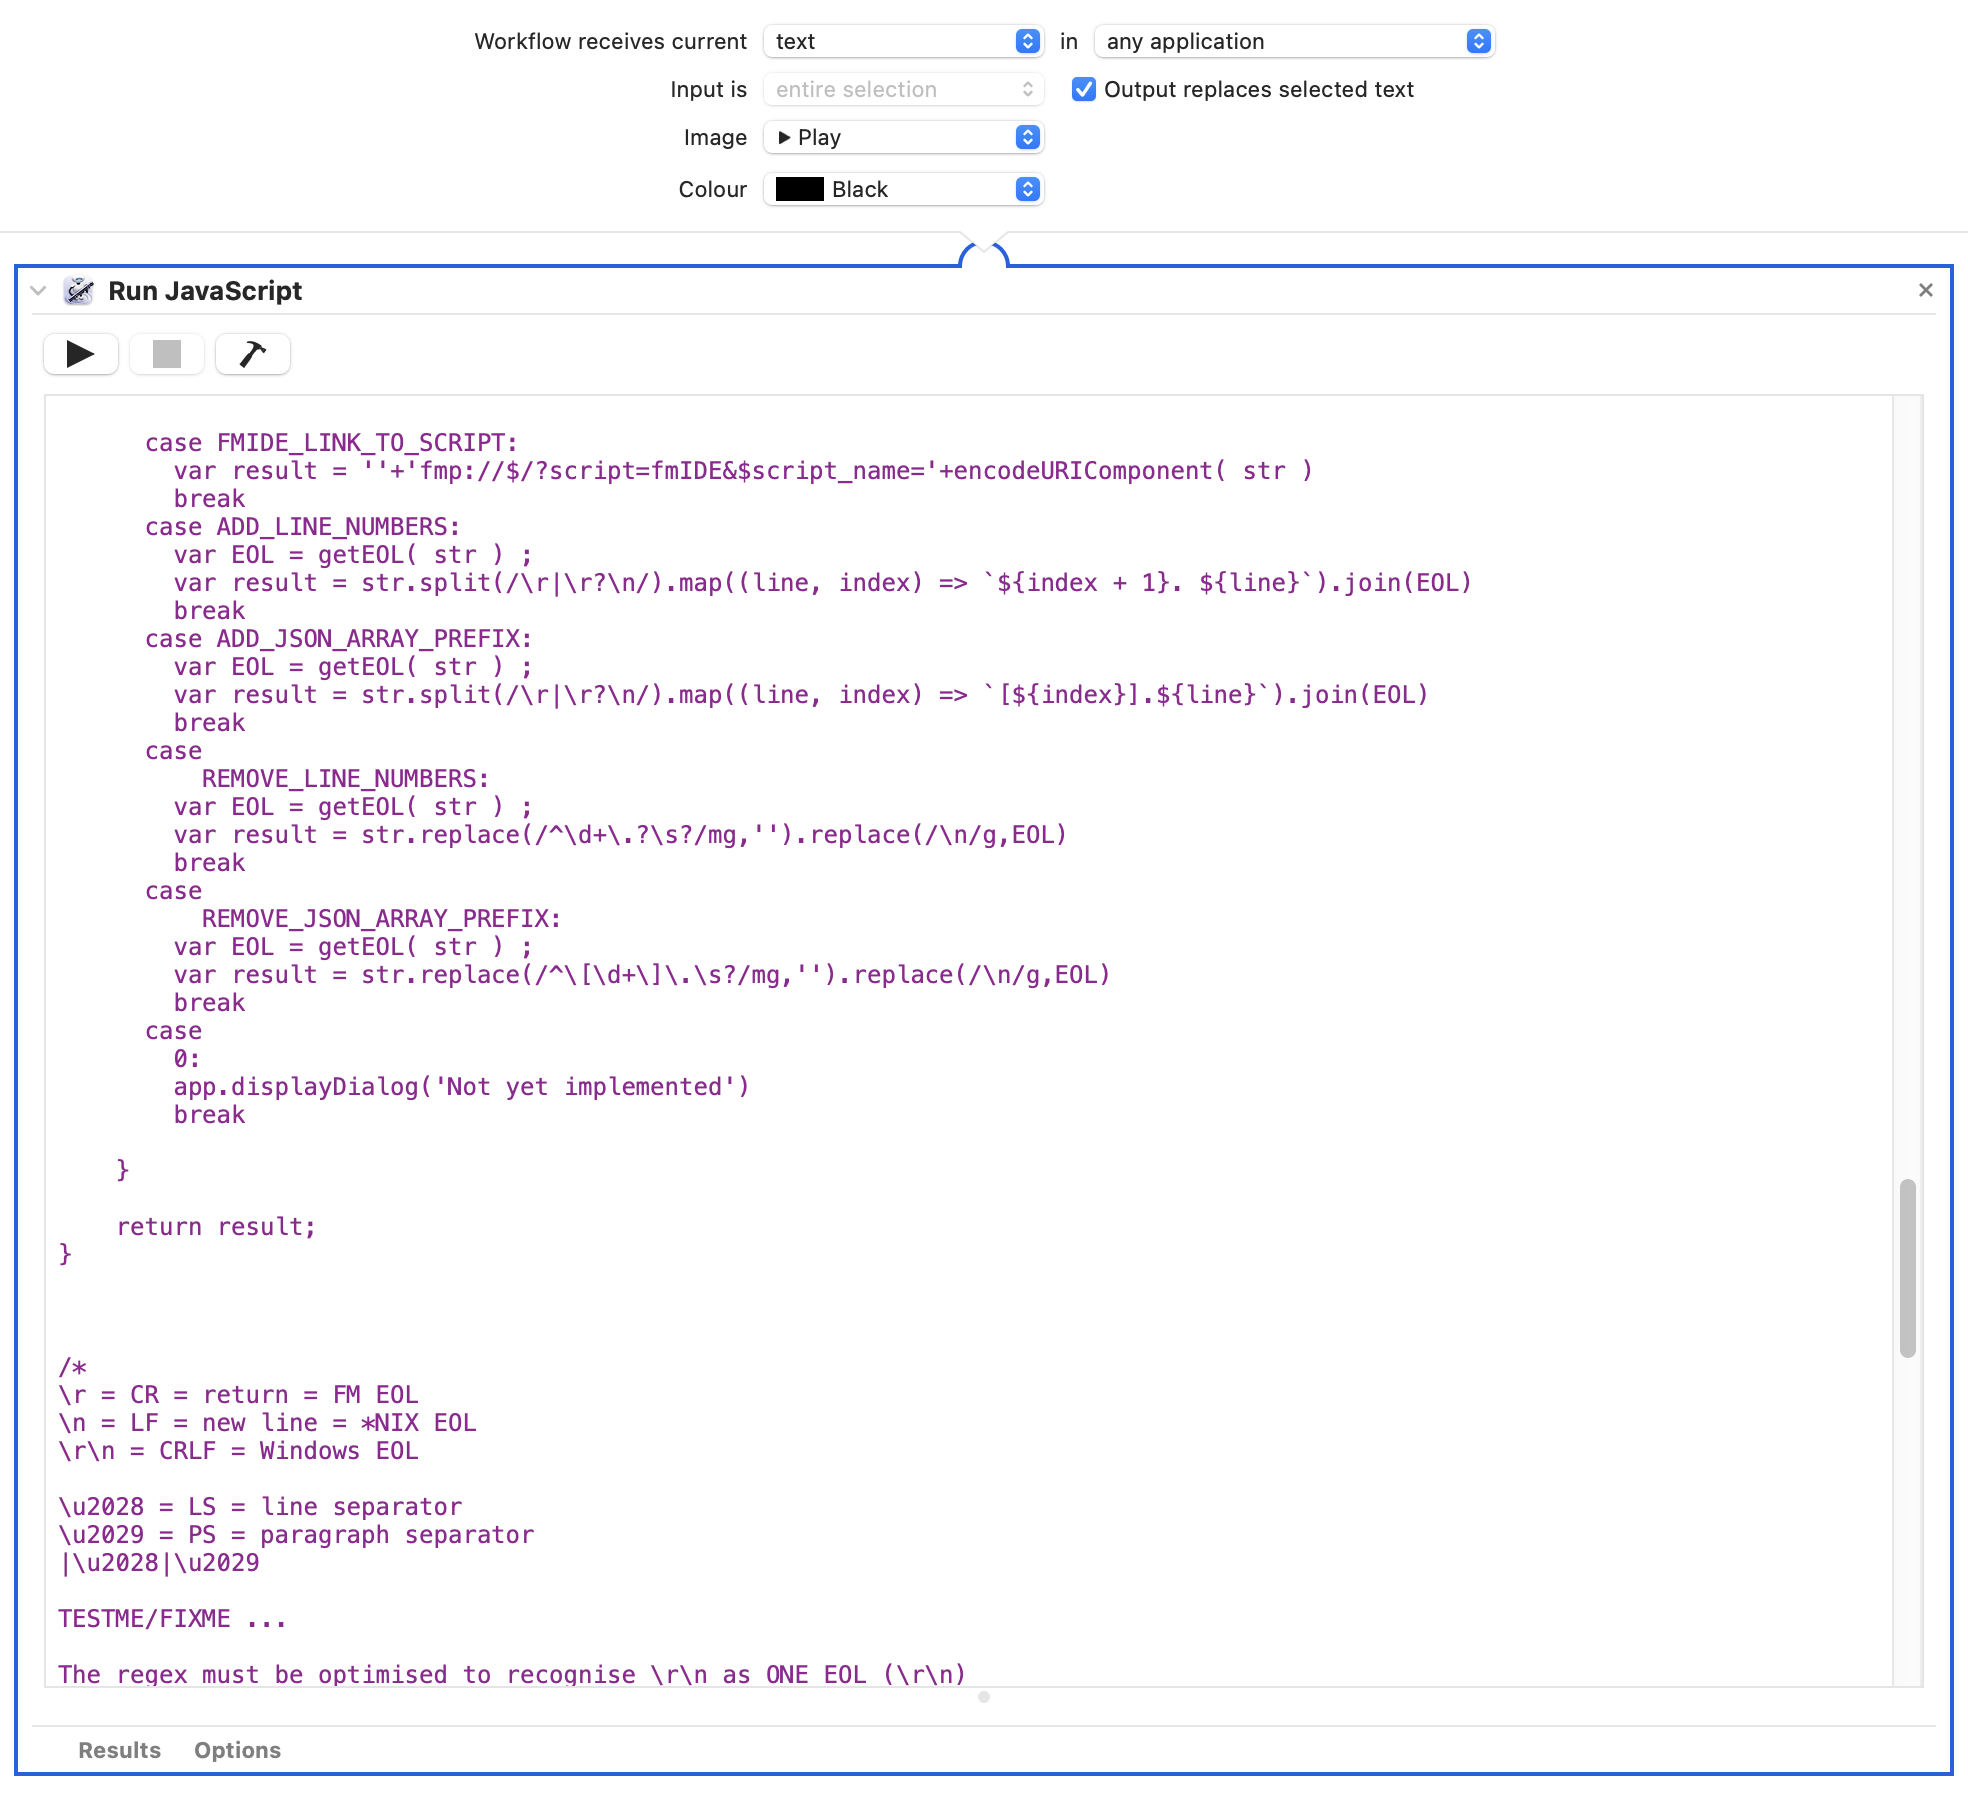 Workflow receives current text in any application
Input is entire selection Output replaces selected text
Image Play
Colour Black
Run JavaScript
case FMIDE_LINK_TO_SCRIPT:
var result = ''+'fmp://$/?script=fmIDE&$script_name='+encodeURIComponent( str )
break
case ADD_LINE_NUMBERS:
var EOL = getEOL( str ) ;
var result = str.split(/\r|\r?\n/).map((line, index) => `${index + 1}. ${line}`).join(EOL)
break
case ADD_JSON_ARRAY_PREFIX:
var EOL = getEOL( str ) ;
var result = str.split(/\r|\r?\n/).map((line, index) => `[${index}].${line}`).join(EOL)
break
case
REMOVE_LINE_NUMBERS:
var EOL = getEOL( str ) ;
var result = str.replace(/^\d+\.?\s?/mg,'').replace(/\n/g,EOL)
break
case
REMOVE_JSON_ARRAY_PREFIX:
var EOL = getEOL( str ) ;
var result = str.replace(/^\[\d+\]\.\s?/mg,'').replace(/\n/g,EOL)
break
case
0:
app.displayDialog('Not yet implemented')
break
}
return result;
}
/*
\r = CR = return = FM EOL
\n = LF = new line = *NIX EOL
\r\n = CRLF = Windows EOL
\u2028 = LS = line separator
\u2029 = PS = paragraph separator
|\u2028|\u2029
TESTME/FIXME ...
The regex must be optimised to recognise \r\n as ONE EOL (\r\n)
Results Options